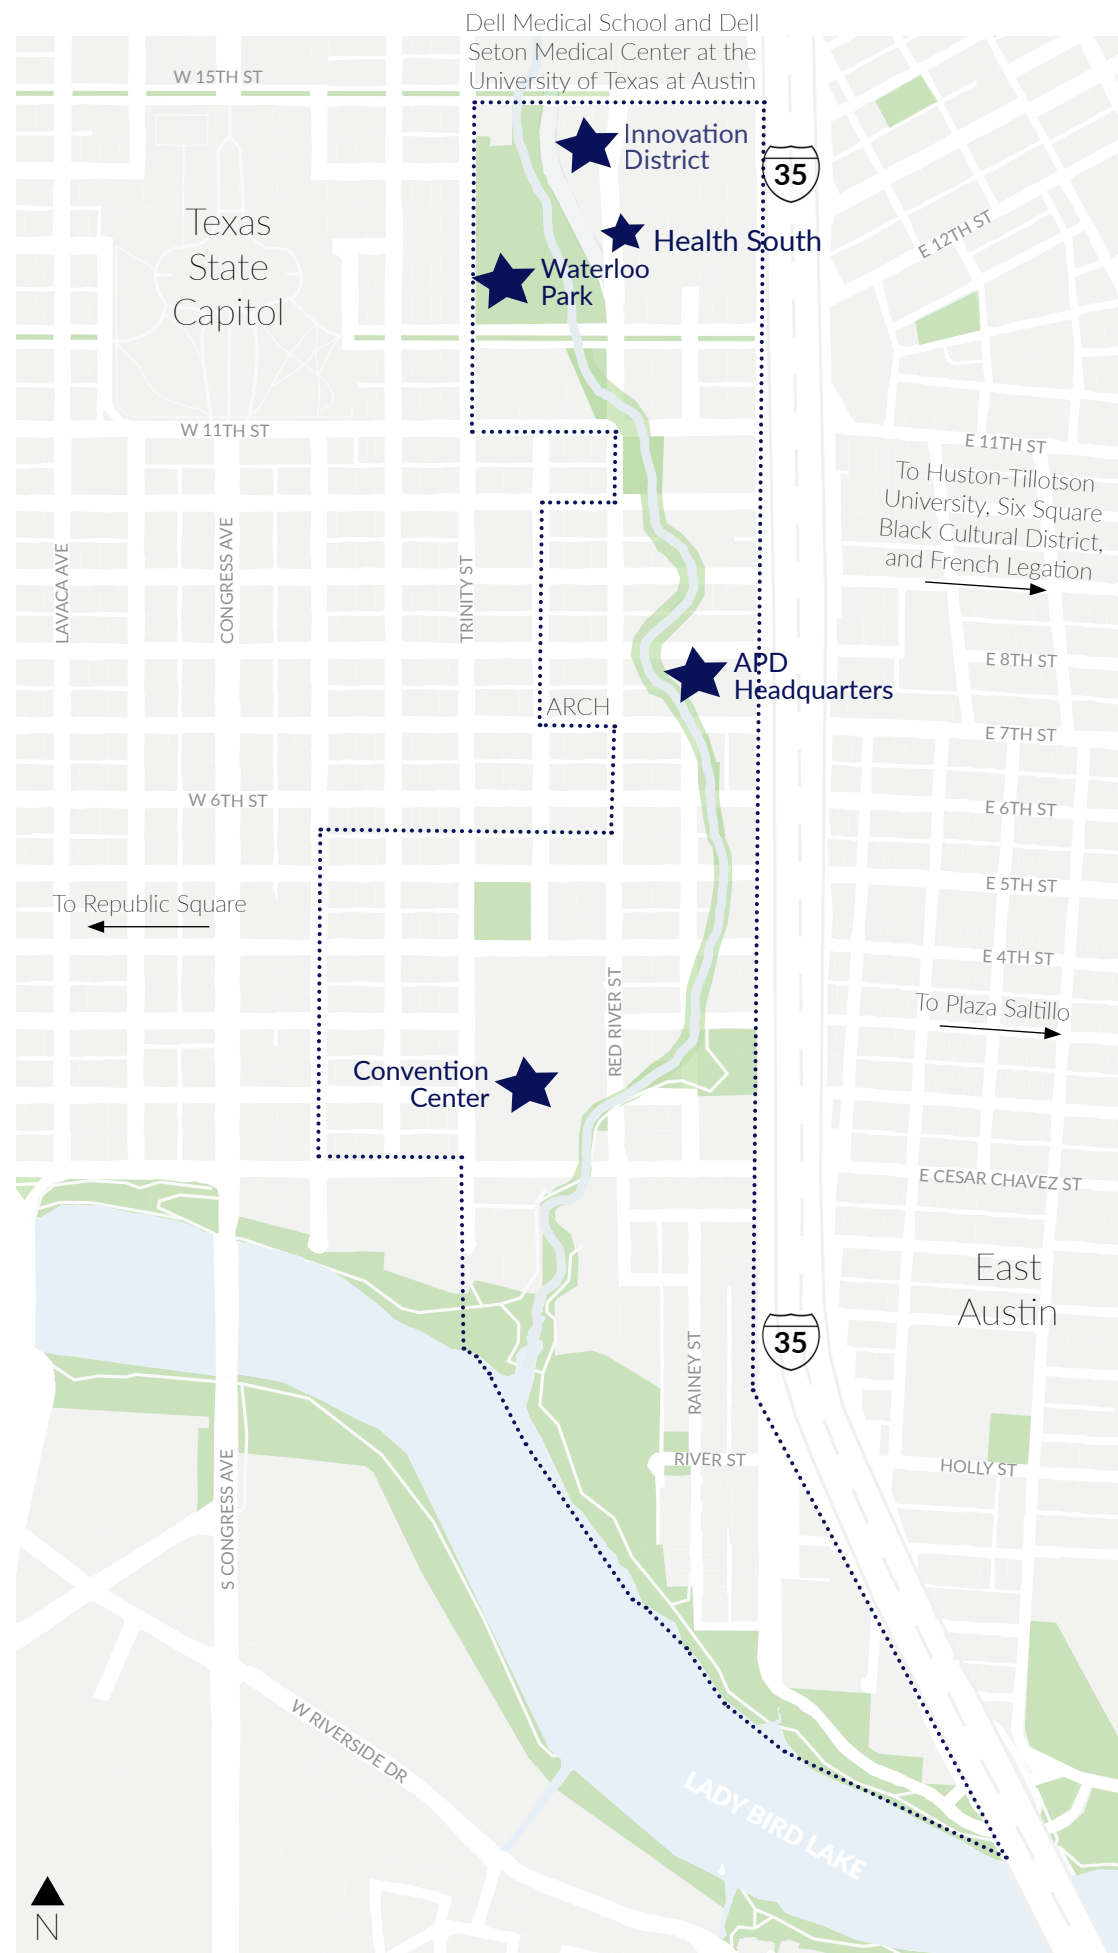 Dell Medical School and Dell
Seton Medical Center at the
University of Texas at Austin
W 15TH ST
Innovation
District
35
Health South
E 12TH ST
Texas
State
Capitol
Waterloo
Park
W 11TH ST
E 11TH ST
To Huston-Tillotson
University, Six Square
Black Cultural District,
and French Legation
LAVACA AVE
CONGRESS AVE
TRINITY ST
APD
Headquarters
E 8TH ST
ARCH
E 7TH ST
W 6TH ST
E 6TH ST
E 5TH ST
To Republic Square
E 4TH ST
RED RIVER ST
To Plaza Saltillo
Convention
Center
E CESAR CHAVEZ ST
East
Austin
35
RAINEY ST
RIVER ST
HOLLY ST
S CONGRESS AVE
W RIVERSIDE DR
LADY BIRD LAKE
N